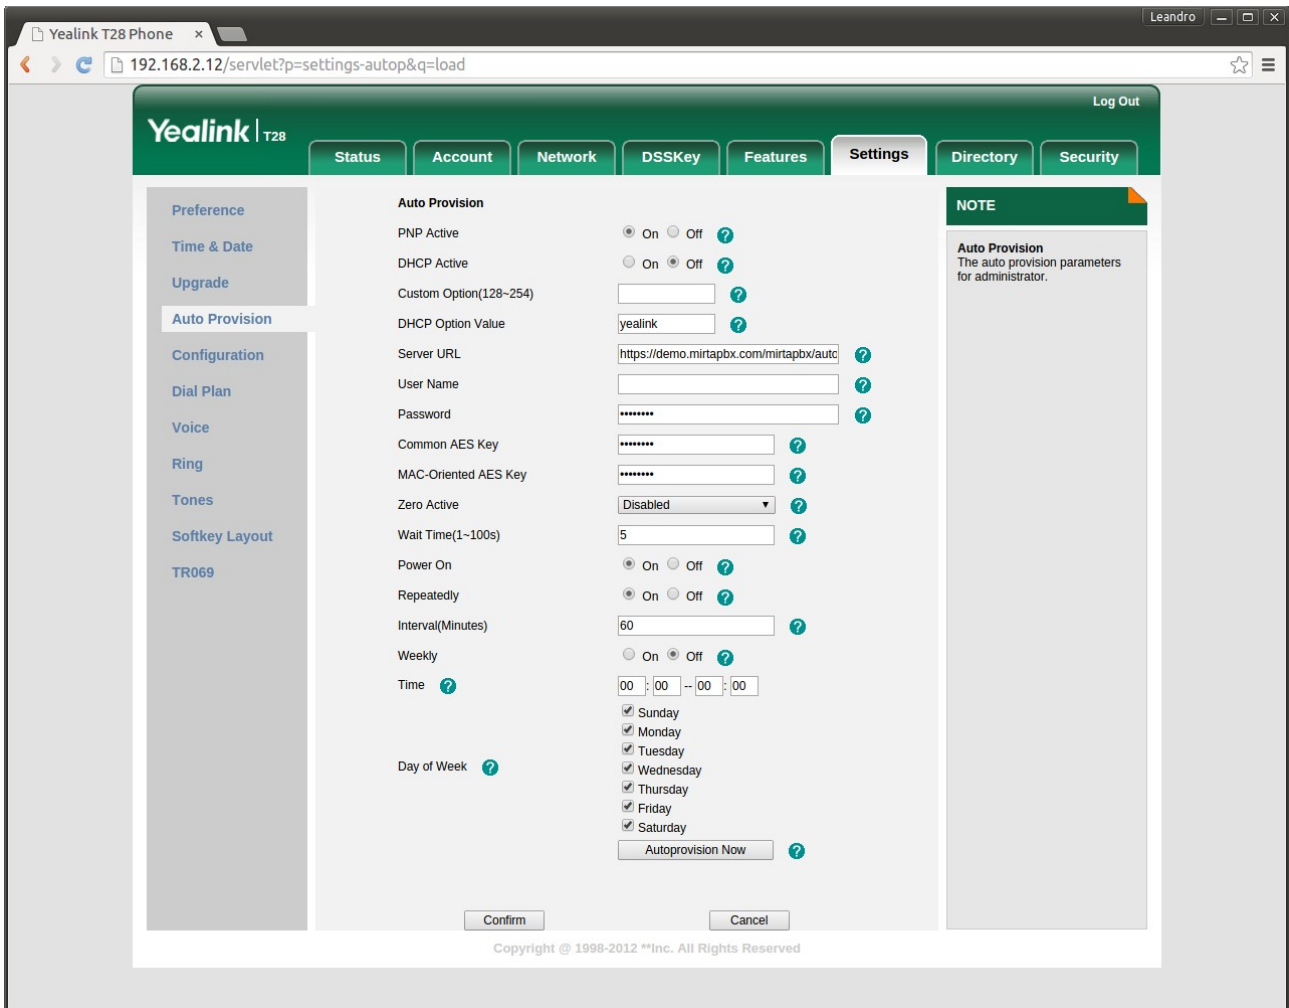 Leandro
Yealink T28 Phone ×
192.168.2.12/servlet?p=settings-autop&q=load
Log Out
Yealink | T28
Status Account Network DSSKey Features Settings Directory Security
Preference
Time & Date
Upgrade
Auto Provision
Configuration
Dial Plan
Voice
Ring
Tones
Softkey Layout
TR069
Auto Provision
PNP Active On Off ?
DHCP Active On Off ?
Custom Option(128~254) ?
DHCP Option Value yealink ?
Server URL https://demo.mirtapbx.com/mirtapbx/auto ?
User Name ?
Password •••••••• ?
Common AES Key •••••••• ?
MAC-Oriented AES Key •••••••• ?
Zero Active Disabled ?
Wait Time(1~100s) 5 ?
Power On On Off ?
Repeatedly On Off ?
Interval(Minutes) 60 ?
Weekly On Off ?
Time ? 00 : 00 -- 00 : 00
Sunday
Monday
Tuesday
Day of Week ? Wednesday
Thursday
Friday
Saturday
Autoprovision Now ?
Confirm Cancel
NOTE
Auto Provision
The auto provision parameters
for administrator.
Copyright @ 1998-2012 **Inc. All Rights Reserved